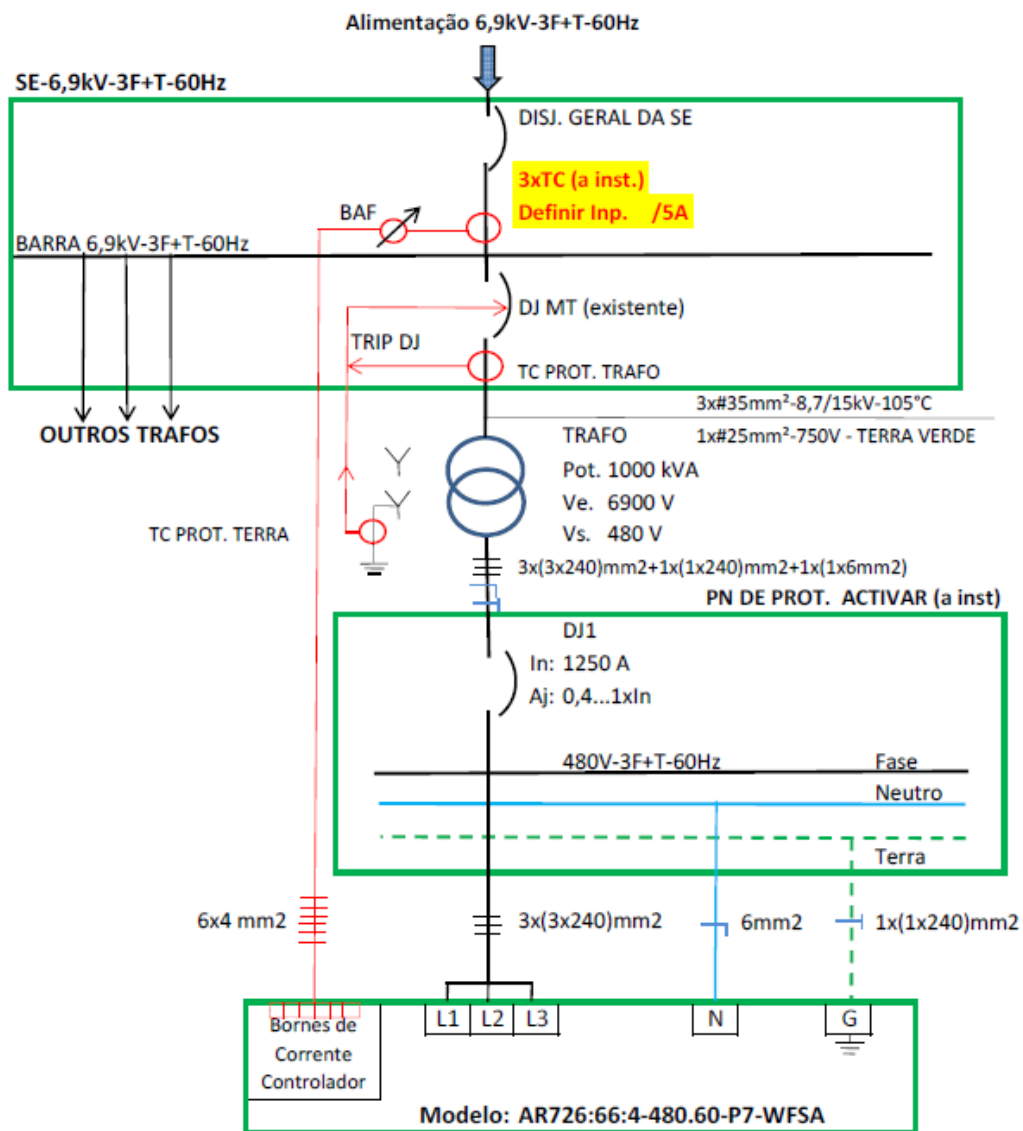 Alimentação 6,9kV-3F+T-60Hz
SE-6,9kV-3F+T-60Hz
DISJ. GERAL DA SE
3xTC (a inst.)
Definir Inp. /5A
BAF
BARRA 6,9kV-3F+T-60Hz
DJ MT (existente)
TRIP DJ
TC PROT. TRAFO
3x#35mm²-8,7/15kV-105°C
OUTROS TRAFOS
TRAFO
1x#25mm²-750V - TERRA VERDE
Pot. 1000 kVA
Ve. 6900 V
Vs. 480 V
TC PROT. TERRA
3x(3x240)mm2+1x(1x240)mm2+1x(1x6mm2)
PN DE PROT. ACTIVAR (a inst)
DJ1
In: 1250 A
Aj: 0,4...1xIn
480V-3F+T-60Hz
Fase
Neutro
Terra
6x4 mm2
3x(3x240)mm2
6mm2
1x(1x240)mm2
L1 L2 L3
N
G
Bornes de
Corrente
Controlador
Modelo: AR726:66:4-480.60-P7-WFSA